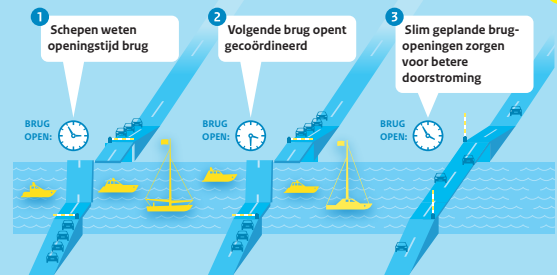 1
Schepen weten
openingstijd brug
2
Volgende brug opent
gecoördineerd
3
Slim geplande brug-
openingen zorgen
voor betere
doorstroming
BRUG
OPEN:
BRUG
OPEN:
BRUG
OPEN: